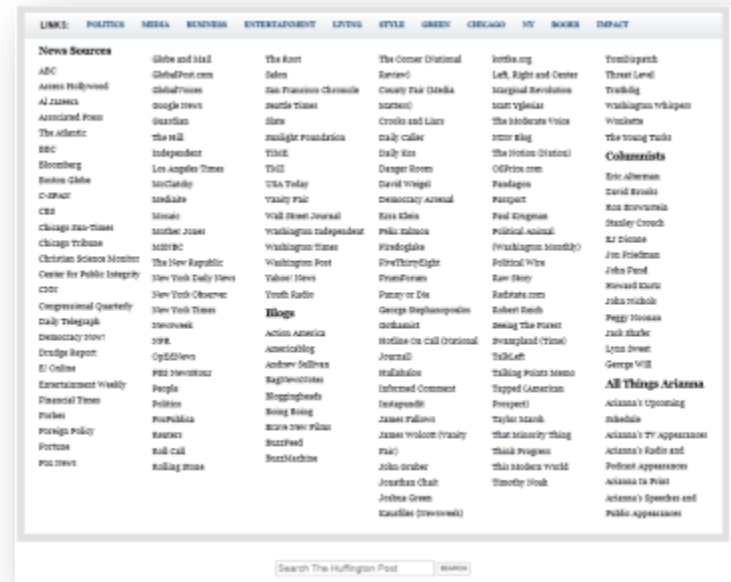 LINKS: POLITICS MEDIA BUSINESS ENTERTAINMENT LIVING STYLE GREEN CHICAGO NY BOOKS IMPACT
News Sources
ABC
Access Hollywood
Al Jazeera
Associated Press
The Atlantic
BBC
Bloomberg
Boston Globe
C-SPAN
CBS
Chicago Sun-Times
Chicago Tribune
Christian Science Monitor
Center for Public Integrity
CNN
Congressional Quarterly
Daily Telegraph
Democracy Now!
Drudge Report
E! Online
Entertainment Weekly
Financial Times
Forbes
Foreign Policy
Fortune
Fox News
Globe and Mail
GlobalPost.com
GlobalVoices
Google News
Guardian
The Hill
Independent
Los Angeles Times
McClatchy
Mediaite
Mosaic
Mother Jones
MSNBC
The New Republic
New York Daily News
New York Observer
New York Times
Newsweek
NPR
OpEdNews
PBS NewsHour
People
Politico
ProPublica
Reuters
Roll Call
Rolling Stone
The Root
Salon
San Francisco Chronicle
Seattle Times
Slate
Sunlight Foundation
TIME
TMZ
USA Today
Vanity Fair
Wall Street Journal
Washington Independent
Washington Times
Washington Post
Yahoo! News
Youth Radio
Blogs
Action America
Americablog
Andrew Sullivan
BagNewsNotes
Bloggingheads
Boing Boing
Brave New Films
BuzzFeed
BuzzMachine
The Corner (National
Review)
County Fair (Media
Matters)
Crooks and Liars
Daily Caller
Daily Kos
Danger Room
David Weigel
Democracy Arsenal
Ezra Klein
Felix Salmon
Firedoglake
FiveThirtyEight
FrumForum
Funny or Die
George Stephanopoulos
Gothamist
Hotline On Call (National
Journal)
Hullabaloo
Informed Comment
Instapundit
James Fallows
James Wolcott (Vanity
Fair)
John Gruber
Jonathan Chait
Joshua Green
Kausfiles (Newsweek)
kottke.org
Left, Right and Center
Marginal Revolution
Matt Yglesias
The Moderate Voice
MIN Blog
The Notion (Nation)
OilPrice.com
Pandagon
Passport
Paul Krugman
Political Animal
(Washington Monthly)
Political Wire
Raw Story
Redstate.com
Robert Reich
Seeing The Forest
Swampland (Time)
TalkLeft
Talking Points Memo
Tapped (American
Prospect)
Taylor Marsh
That Minority Thing
Think Progress
This Modern World
Timothy Noah
TomDispatch
Threat Level
Truthdig
Washington Whispers
Wonkette
The Young Turks
Columnists
Eric Alterman
David Brooks
Ron Brownstein
Stanley Crouch
EJ Dionne
Jon Friedman
John Fund
Howard Kurtz
John Nichols
Peggy Noonan
Jack Shafer
Lynn Sweet
George Will
All Things Arianna
Arianna's Upcoming
Schedule
Arianna's TV Appearances
Arianna's Radio and
Podcast Appearances
Arianna In Print
Arianna's Speeches and
Public Appearances
Search The Huffington Post SEARCH